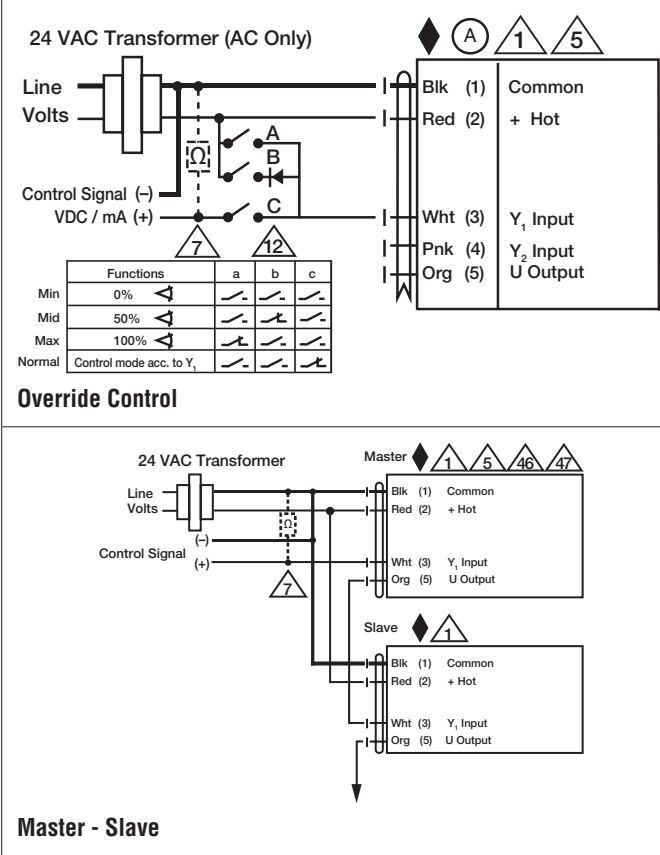 24 VAC Transformer (AC Only)
A 1 5
Line
Volts
Blk (1) Common
Red (2) + Hot
A
B
Ω
Control Signal (–)
VDC / mA (+)
C
Wht (3) Y1 Input
Pnk (4) Y2 Input
Org (5) U Output
7 12
Functions a b c
Min 0%
Mid 50%
Max 100%
Normal Control mode acc. to Y1
Override Control
24 VAC Transformer
Master 1 5 46 47
Line
Volts
Blk (1) Common
Red (2) + Hot
Ω
(–)
Control Signal
(+)
Wht (3) Y1 Input
Org (5) U Output
7
Slave 1
Blk (1) Common
Red (2) + Hot
Wht (3) Y1 Input
Org (5) U Output
Master - Slave